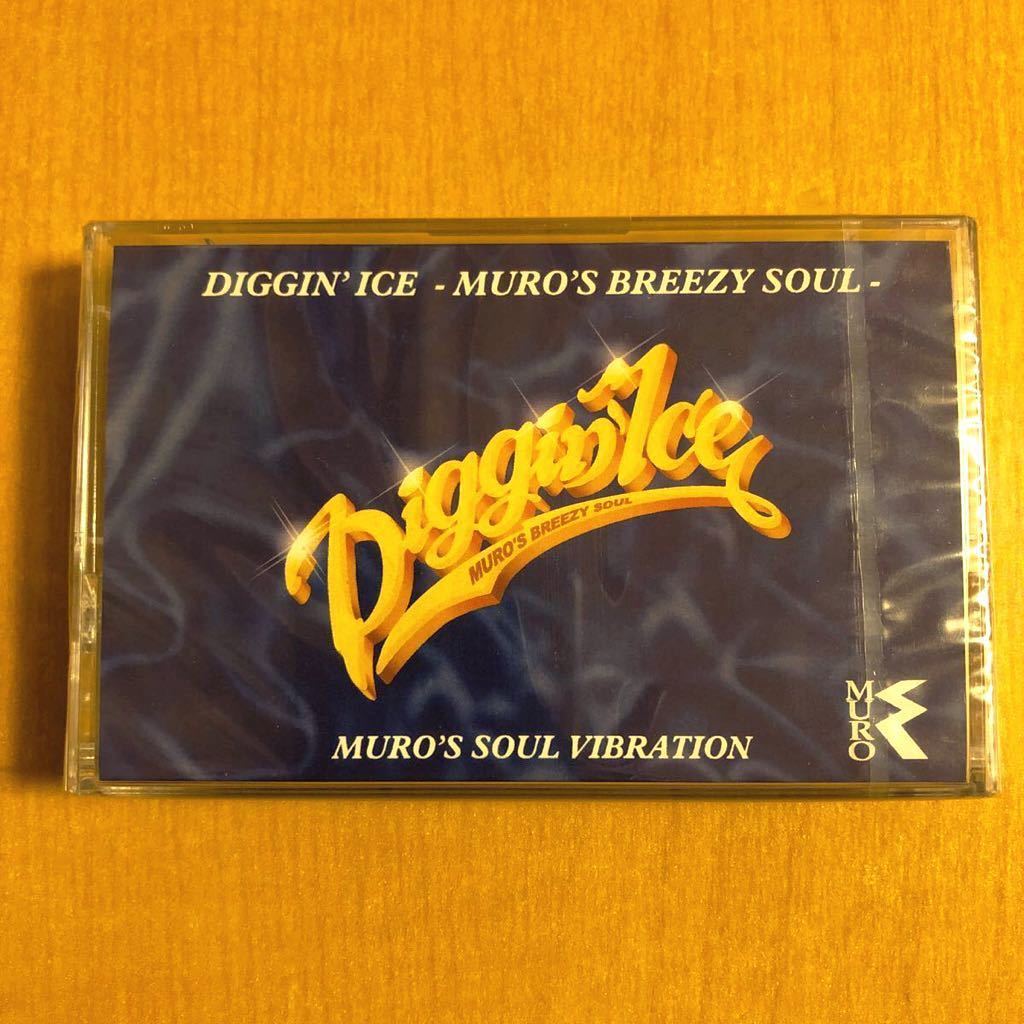 DIGGIN' ICE - MURO'S BREEZY SOUL -
Diggin' Ice
MURO'S BREEZY SOUL
MURO'S SOUL VIBRATION
MURO